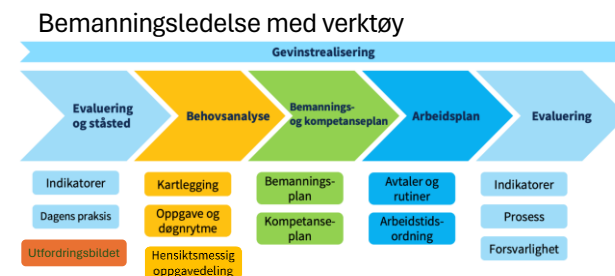 Bemanningsledelse med verktøy
Gevinstrealisering
Evaluering
og ståsted
Behovsanalyse
Bemannings-
og kompetanseplan
Arbeidsplan
Evaluering
Indikatorer
Dagens praksis
Utfordringsbildet
Kartlegging
Oppgave og
døgnrytme
Hensiktsmessig
oppgavedeling
Bemannings-
plan
Kompetanse-
plan
Avtaler og
rutiner
Arbeidstids-
ordning
Indikatorer
Prosess
Forsvarlighet